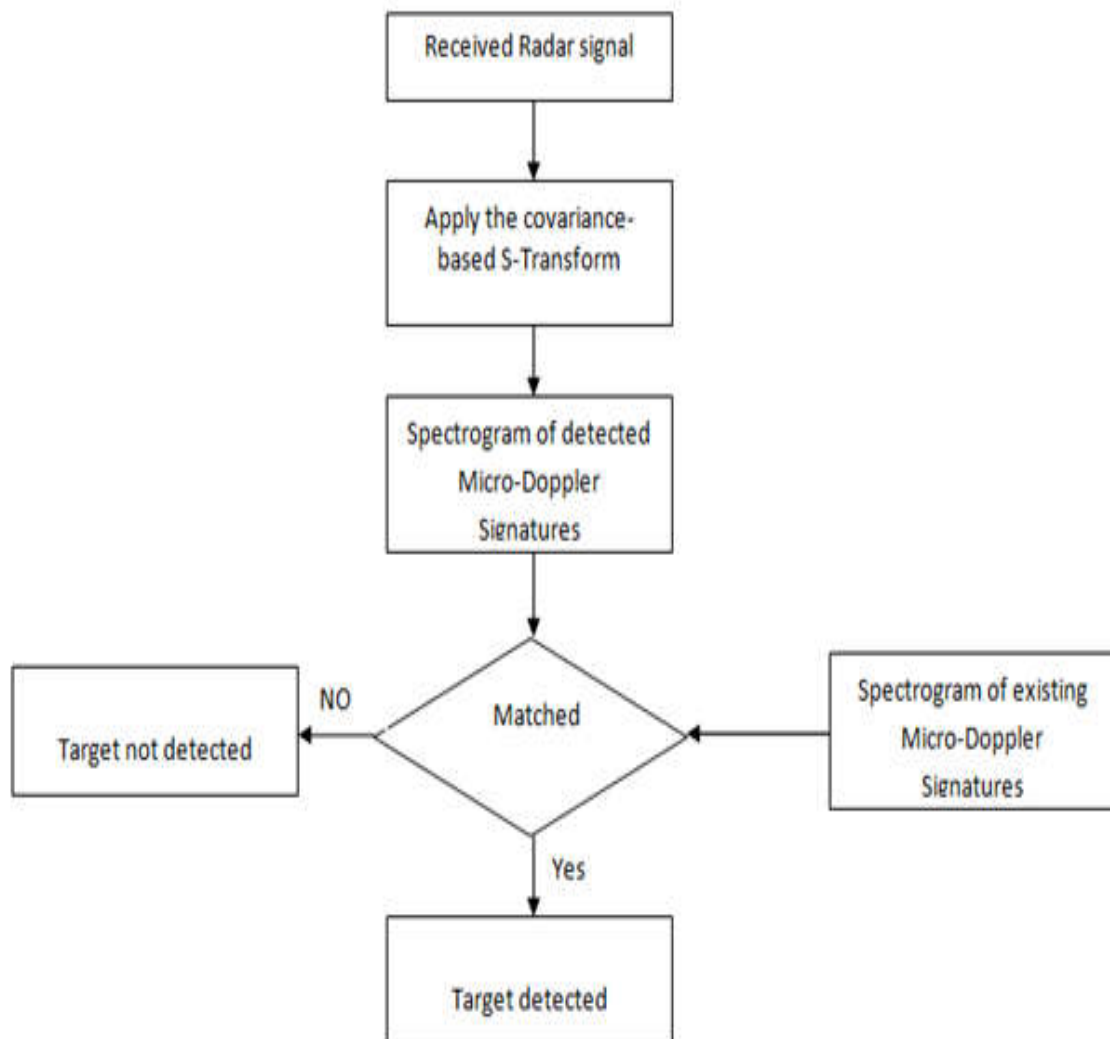 Received Radar signal
Apply the covariance-
based S-Transform
Spectrogram of detected
Micro-Doppler
Signatures
NO
Matched
Spectrogram of existing
Micro-Doppler
Signatures
Target not detected
Yes
Target detected